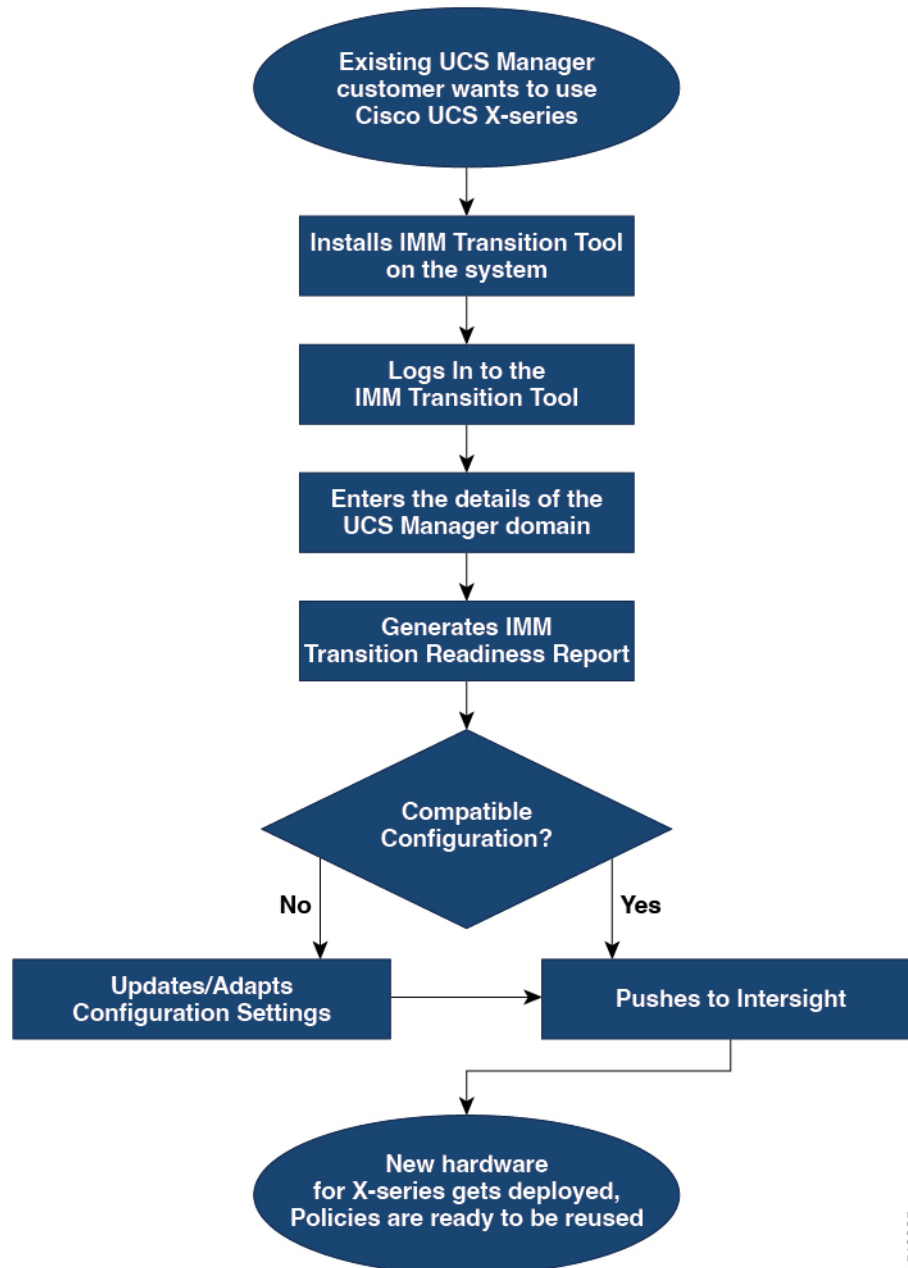 Existing UCS Manager
customer wants to use
Cisco UCS X-series
Installs IMM Transition Tool
on the system
Logs In to the
IMM Transition Tool
Enters the details of the
UCS Manager domain
Generates IMM
Transition Readiness Report
Compatible
Configuration?
No
Yes
Updates/Adapts
Configuration Settings
Pushes to Intersight
New hardware
for X-series gets deployed,
Policies are ready to be reused